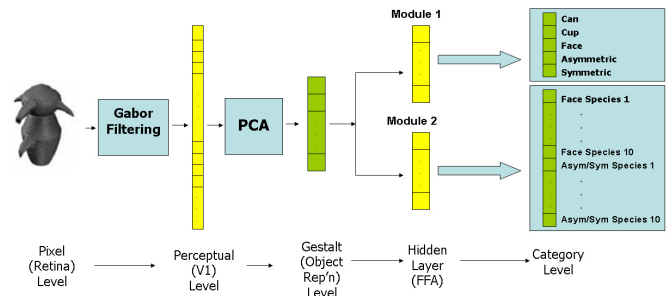 Module 1
Can
Cup
Face
Asymmetric
Symmetric
Gabor
Filtering
PCA
Module 2
Face Species 1
Face Species 10
Asym/Sym Species 1
Asym/Sym Species 10
Pixel
(Retina)
Level
Perceptual
(V1)
Level
Gestalt
(Object
Rep'n)
Level
Hidden
Layer
(FFA)
Category
Level